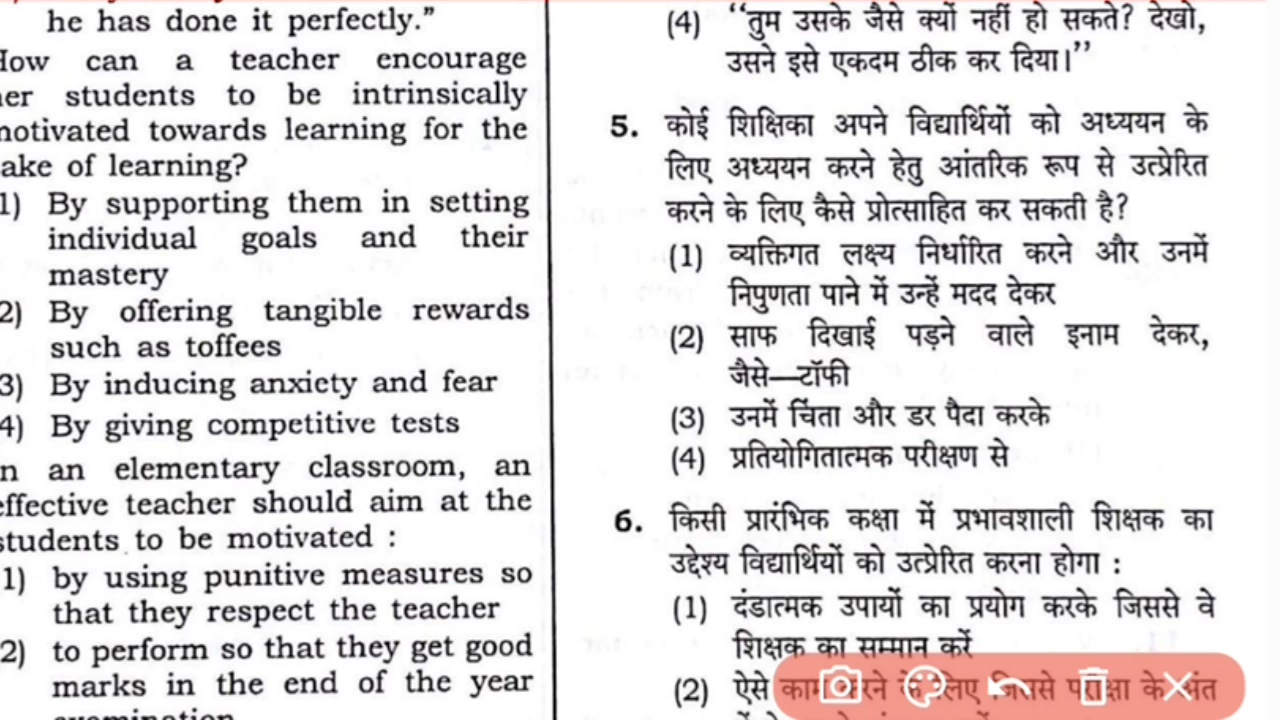 he has done it perfectly.”
How can a teacher encourage
her students to be intrinsically
motivated towards learning for the
sake of learning?
1) By supporting them in setting
individual goals and their
mastery
2) By offering tangible rewards
such as toffees
3) By inducing anxiety and fear
4) By giving competitive tests
In an elementary classroom, an
effective teacher should aim at the
students to be motivated :
1) by using punitive measures so
that they respect the teacher
2) to perform so that they get good
marks in the end of the year
examination
(4) ‘‘तुम उसके जैसे क्यों नहीं हो सकते? देखो,
उसने इसे एकदम ठीक कर दिया।’’
5. कोई शिक्षिका अपने विद्यार्थियों को अध्ययन के
लिए अध्ययन करने हेतु आंतरिक रूप से उत्प्रेरित
करने के लिए कैसे प्रोत्साहित कर सकती है?
(1) व्यक्तिगत लक्ष्य निर्धारित करने और उनमें
निपुणता पाने में उन्हें मदद देकर
(2) साफ दिखाई पड़ने वाले इनाम देकर,
जैसे—टॉफी
(3) उनमें चिंता और डर पैदा करके
(4) प्रतियोगितात्मक परीक्षण से
6. किसी प्रारंभिक कक्षा में प्रभावशाली शिक्षक का
उद्देश्य विद्यार्थियों को उत्प्रेरित करना होगा :
(1) दंडात्मक उपायों का प्रयोग करके जिससे वे
शिक्षक का सम्मान करें
(2) ऐसे काम करने के लिए जिससे परीक्षा के अंत